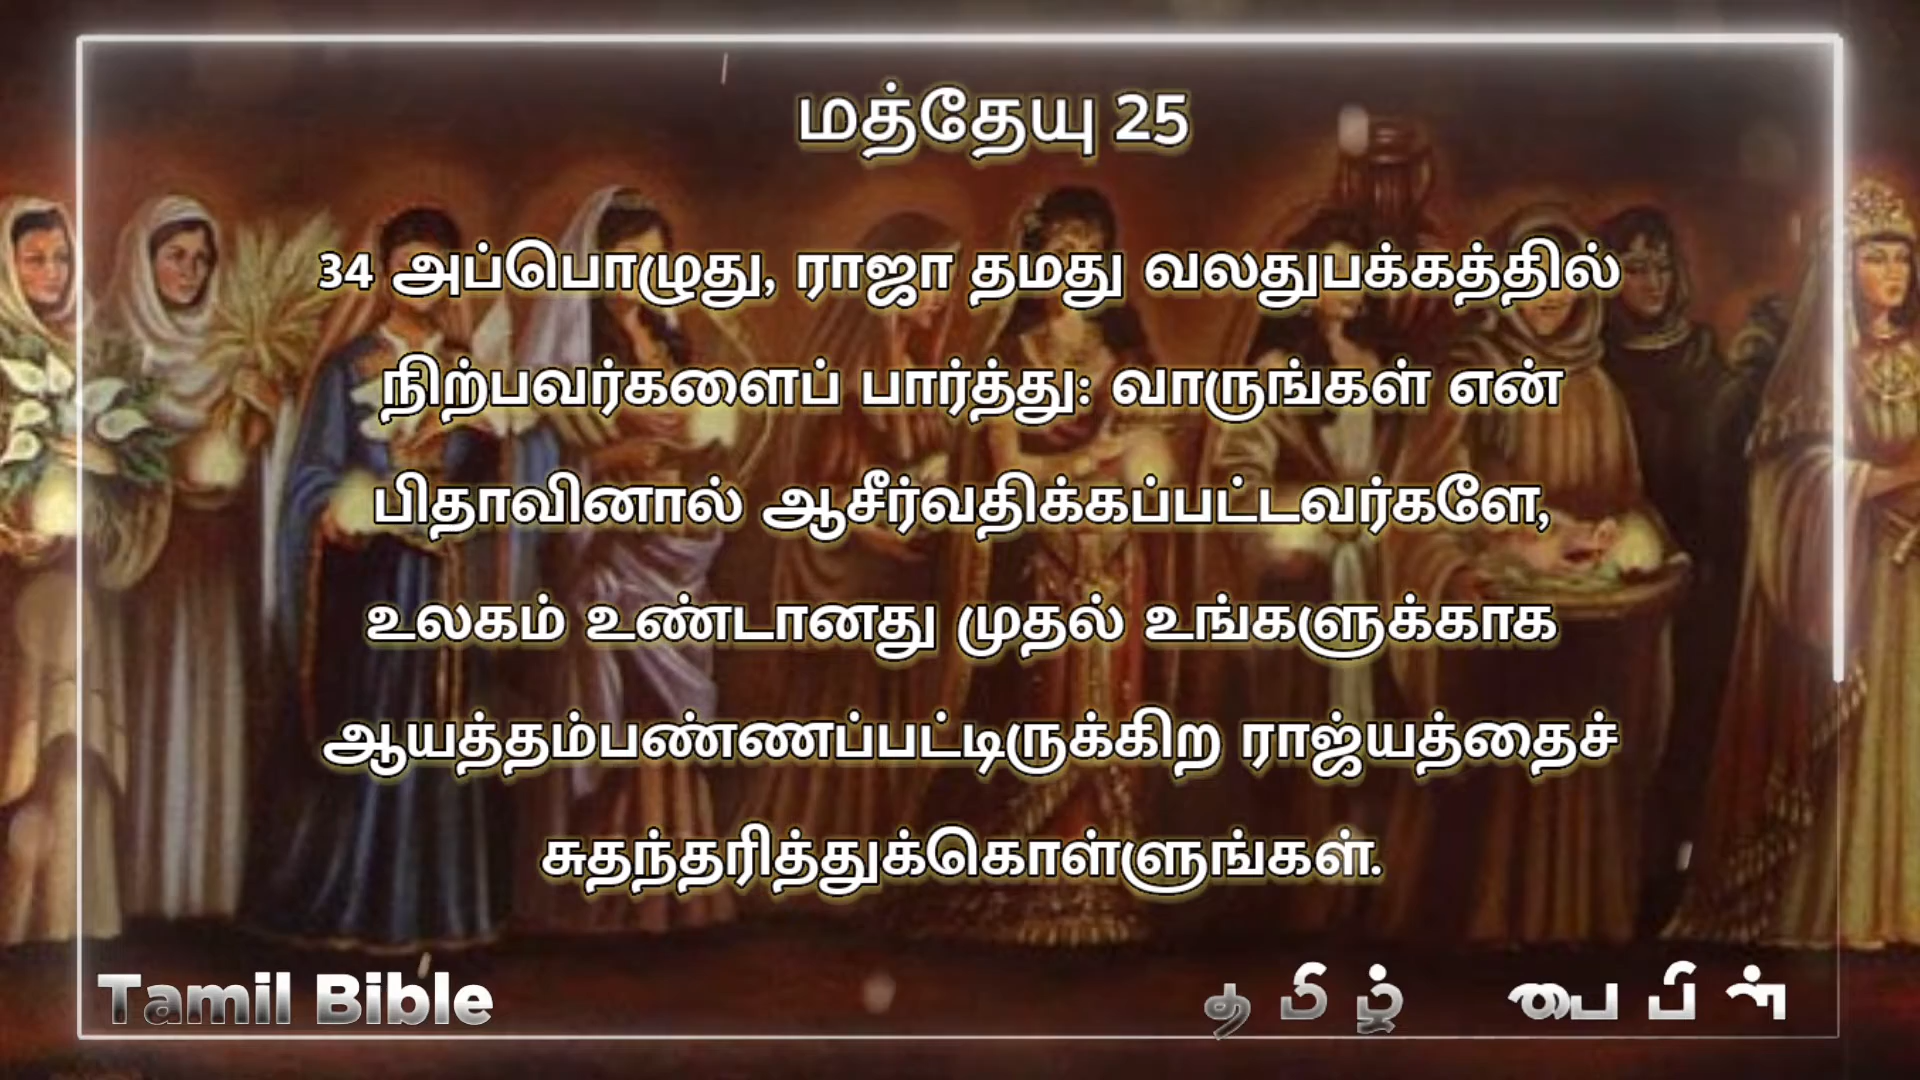 மத்தேயு 25
34 அப்பொழுது, ராஜா தமது வலதுபக்கத்தில்
நிற்பவர்களைப் பார்த்து: வாருங்கள் என்
பிதாவினால் ஆசீர்வதிக்கப்பட்டவர்களே,
உலகம் உண்டானது முதல் உங்களுக்காக
ஆயத்தம்பண்ணப்பட்டிருக்கிற ராஜ்யத்தைச்
சுதந்தரித்துக்கொள்ளுங்கள்.
Tamil Bible தமிழ் பைபிள்